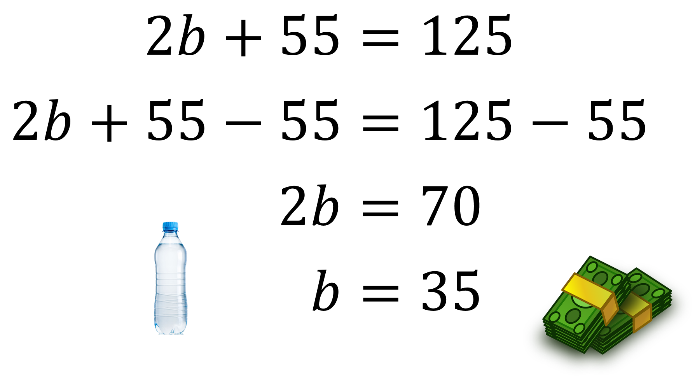 2b + 55 = 125
2b + 55 − 55 = 125 − 55
2b = 70
b = 35